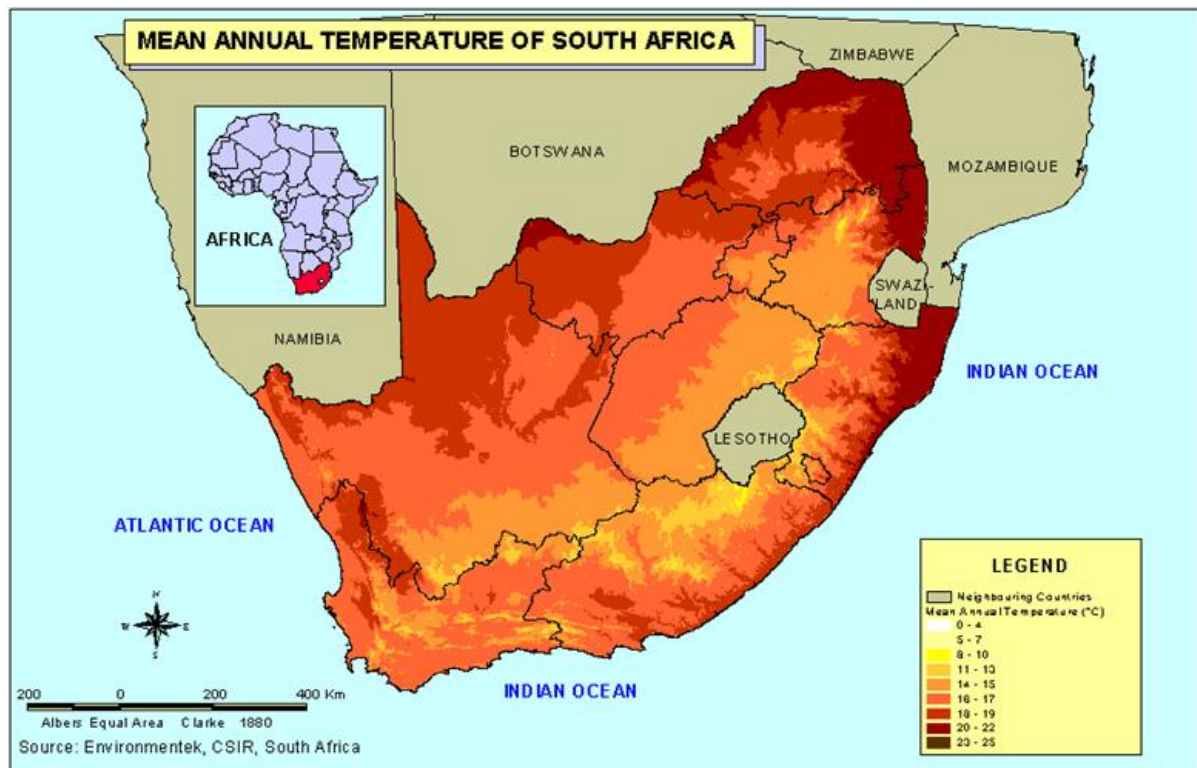 MEAN ANNUAL TEMPERATURE OF SOUTH AFRICA
ZIMBABWE
BOTSWANA
MOZAMBIQUE
AFRICA
SWAZI-
LAND
NAMIBIA
INDIAN OCEAN
LESOTHO
ATLANTIC OCEAN
LEGEND
Neighbouring Countries
Mean Annual Temperature (°C)
0 - 4
5 - 7
8 - 10
11 - 13
14 - 15
16 - 17
18 - 19
20 - 22
23 - 25
N
W E
S
INDIAN OCEAN
200 0 200 400 Km
Albers Equal Area Clarke 1880
Source: Environmentek, CSIR, South Africa